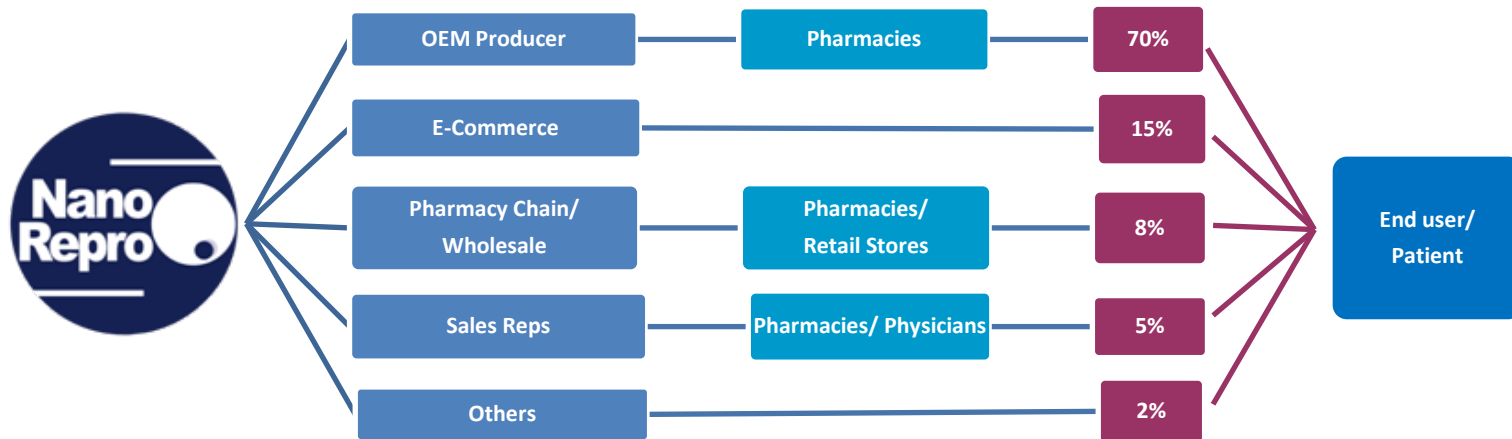 OEM Producer
Pharmacies
70%
E-Commerce
15%
Nano
Repro
Pharmacy Chain/
Wholesale
Pharmacies/
Retail Stores
8%
End user/
Patient
Sales Reps
Pharmacies/ Physicians
5%
Others
2%